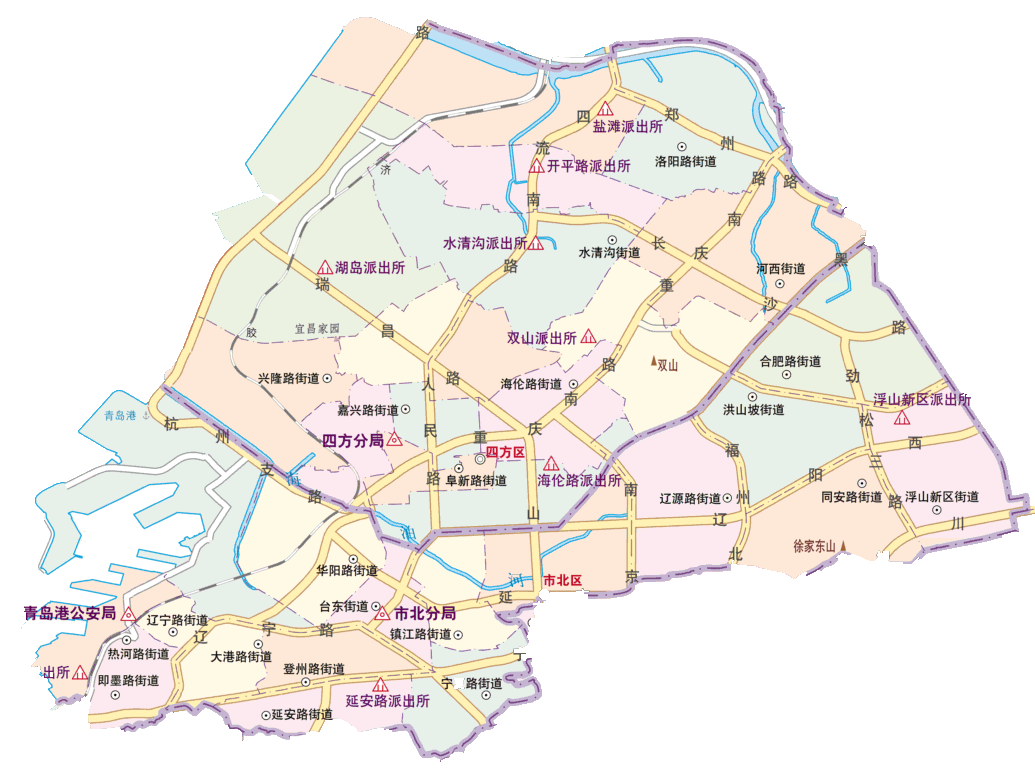 路
四
盐滩派出所
郑
州
路
流
开平路派出所
洛阳路街道
济
南
路
南
水清沟派出所
水清沟街道
长
庆
路
黑
湖岛派出所
瑞
重
河西街道
沙
胶
宜昌家园
昌
双山派出所
路
劲
合肥路街道
双山
路
兴隆路街道
人
路
海伦路街道
南
洪山坡街道
浮山新区派出所
松
青岛港
嘉兴路街道
杭
州
四方分局
民
重
庆
福
西
四方区
支
路
阜新路街道
海伦路派出所
阳
三
海
路
南
辽源路街道
州
同安路街道
浮山新区街道
路
山
辽
川
泊
北
徐家东山
华阳路街道
河
市北区
京
延
台东街道
市北分局
青岛港公安局
辽宁路街道
宁
路
镇江路街道
辽
热河路街道
大港路街道
出所
即墨路街道
登州路街道
宁
路街道
延安路派出所
延安路街道